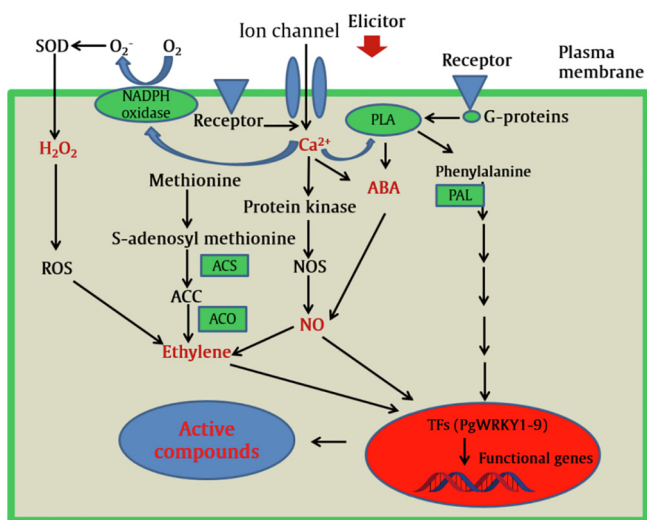 Elicitor
Ion channel
SOD
O₂⁻
O₂
Receptor
Plasma
membrane
NADPH
oxidase
Receptor
PLA
G-proteins
H₂O₂
Ca²⁺
Methionine
ABA
Phenylalanine
PAL
Protein kinase
S-adenosyl methionine
ROS
ACS
NOS
ACC
ACO
NO
Ethylene
Active
compounds
TFs (PgWRKY1-9)
Functional genes